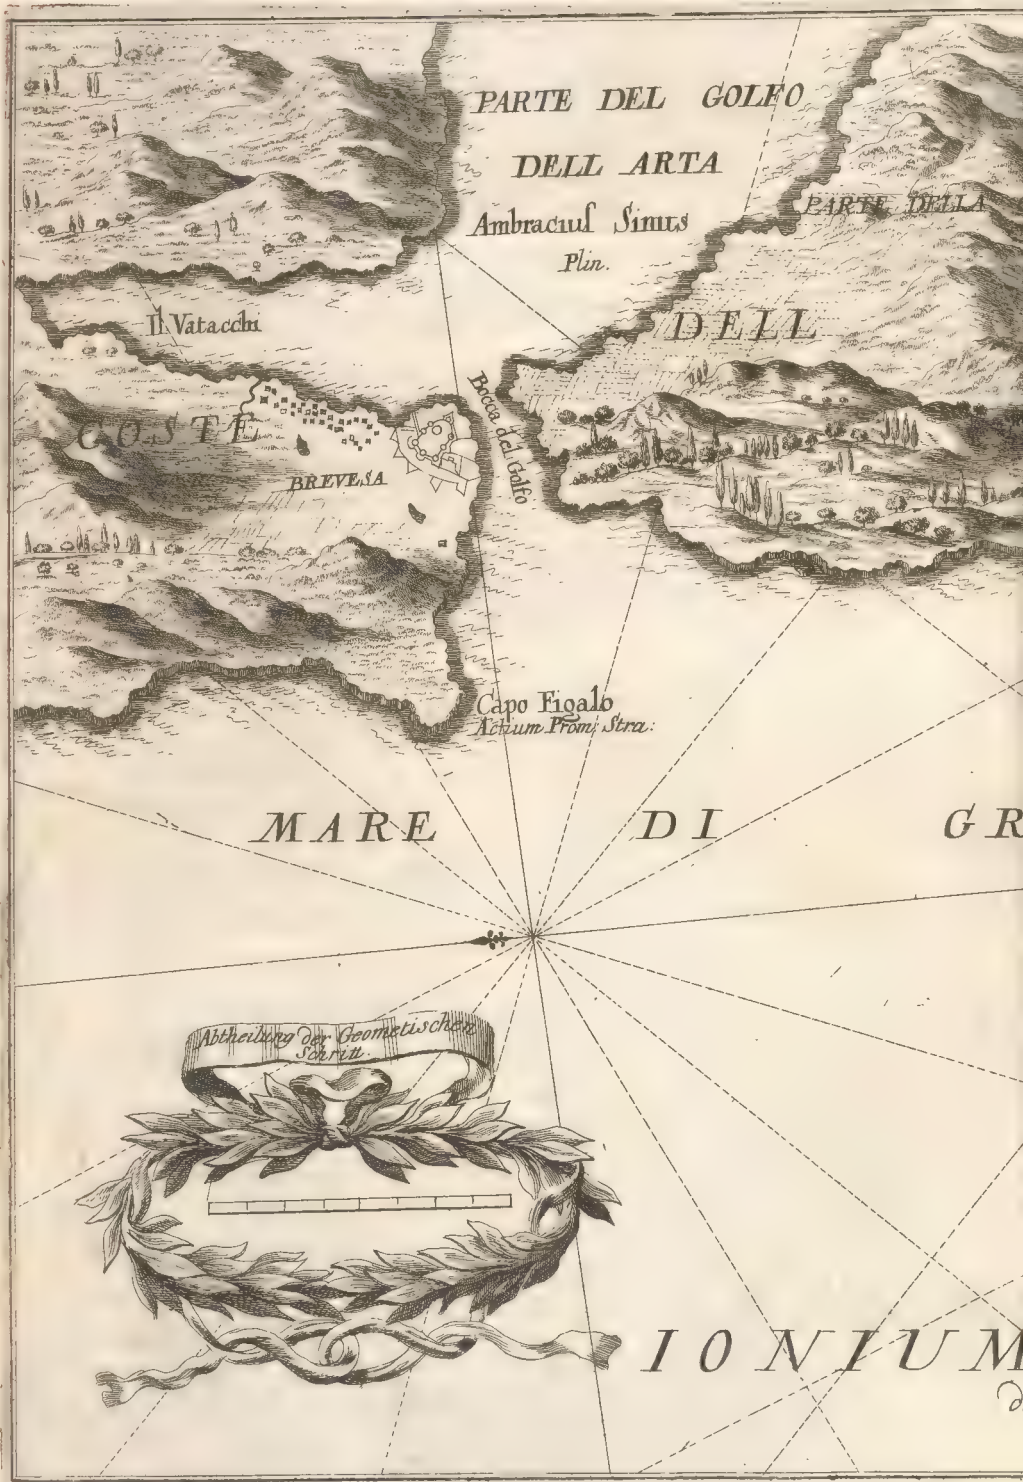 PARTE DEL GOLFO
DELL ARTA
Ambraciuſ Sinus
Plin.
PARTE DELLA
Il Vatacchi
DELL
Bocca del Golfo
COSTE
BREVESA
Capo Figalo
Actium Prom: Stra:
MARE DI GR
Abtheilung der Geometischen
Schritt.
IONIUM
d